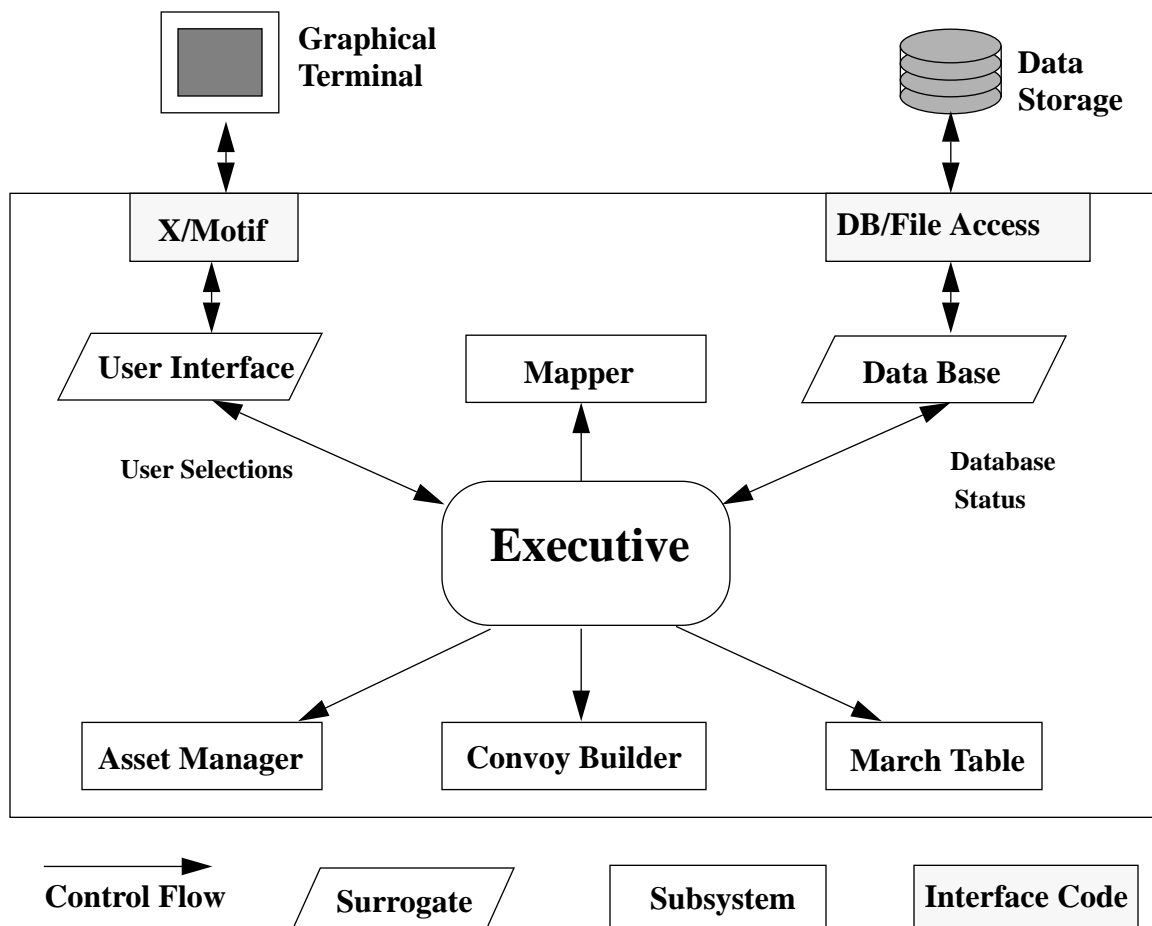 Graphical
Terminal
Data
Storage
X/Motif
DB/File Access
User Interface
Mapper
Data Base
User Selections
Database
Status
Executive
Asset Manager
Convoy Builder
March Table
Control Flow
Surrogate
Subsystem
Interface Code